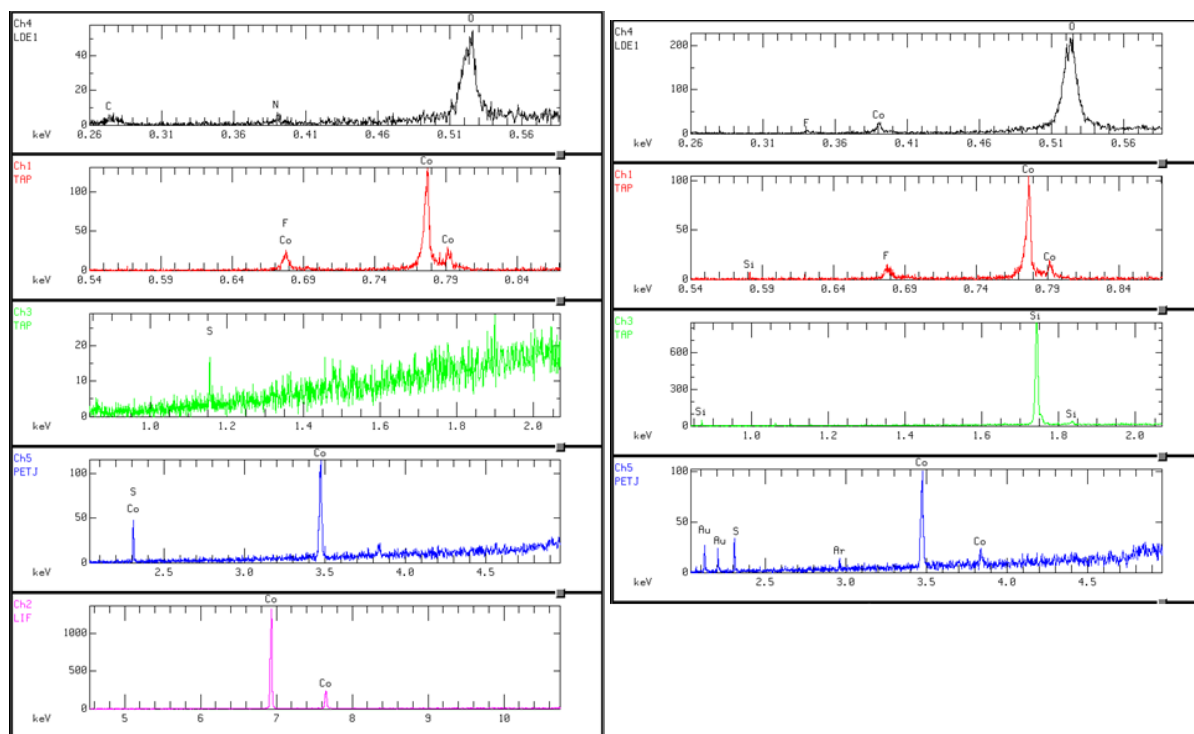 Ch4
LDE1
O
C
N
40
20
0
0.26 0.31 0.36 0.41 0.46 0.51 0.56
keV
Ch1
TAP
Co
F
Co
Co
100
50
0
0.54 0.59 0.64 0.69 0.74 0.79 0.84
keV
Ch3
TAP
S
20
10
0
1.0 1.2 1.4 1.6 1.8 2.0
keV
Ch5
PETJ
Co
S
Co
100
50
0
2.5 3.0 3.5 4.0 4.5
keV
Ch2
LIF
Co
Co
1000
500
0
5 6 7 8 9 10
keV
Ch4
LDE1
O
F
Co
200
100
0
0.26 0.31 0.36 0.41 0.46 0.51 0.56
keV
Ch1
TAP
Co
Si
F
Co
100
50
0
0.54 0.59 0.64 0.69 0.74 0.79 0.84
keV
Ch3
TAP
Si
Si
Si
600
300
0
1.0 1.2 1.4 1.6 1.8 2.0
keV
Ch5
PETJ
Co
Au
Au
S
Ar
Co
100
50
0
2.5 3.0 3.5 4.0 4.5
keV